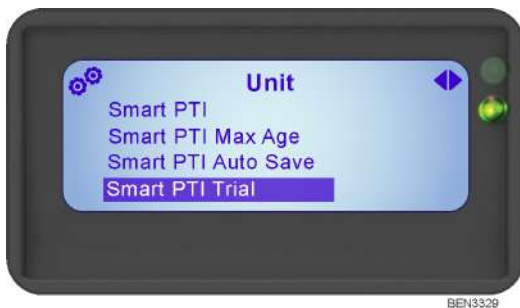 Unit
Smart PTI
Smart PTI Max Age
Smart PTI Auto Save
Smart PTI Trial
BEN3329